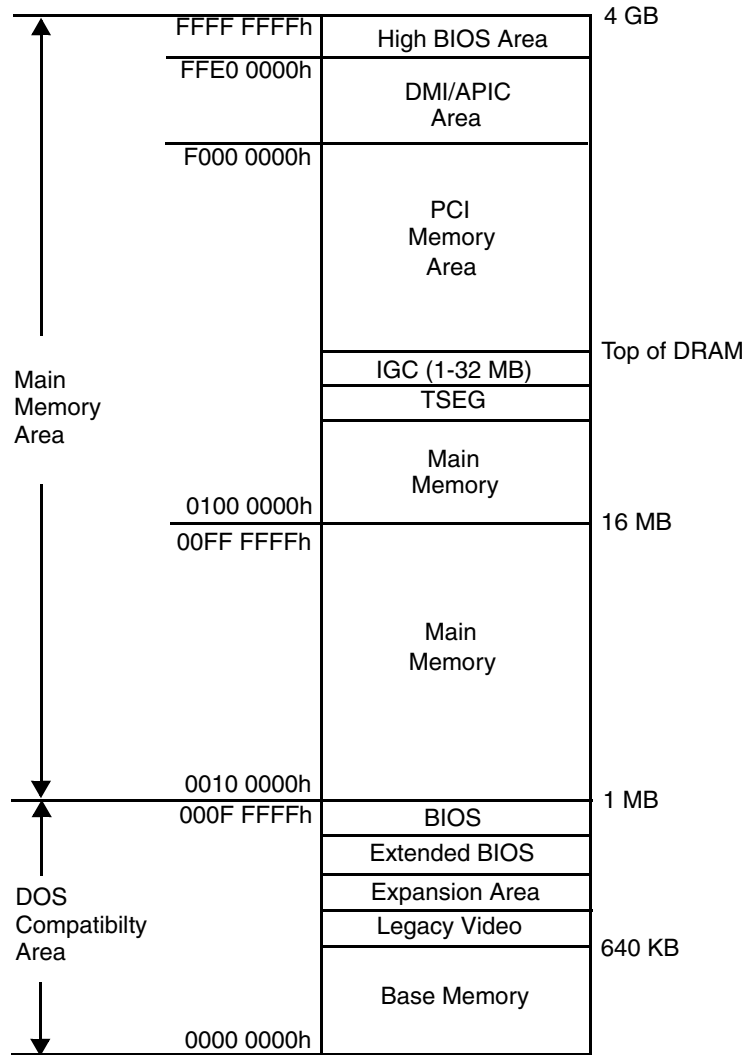 FFFF FFFFh
High BIOS Area
4 GB
FFE0 0000h
DMI/APIC
Area
F000 0000h
PCI
Memory
Area
Top of DRAM
IGC (1-32 MB)
TSEG
Main
Memory
Area
Main
Memory
0100 0000h
16 MB
00FF FFFFh
Main
Memory
0010 0000h
1 MB
000F FFFFh
BIOS
Extended BIOS
Expansion Area
DOS
Compatibilty
Area
Legacy Video
640 KB
Base Memory
0000 0000h